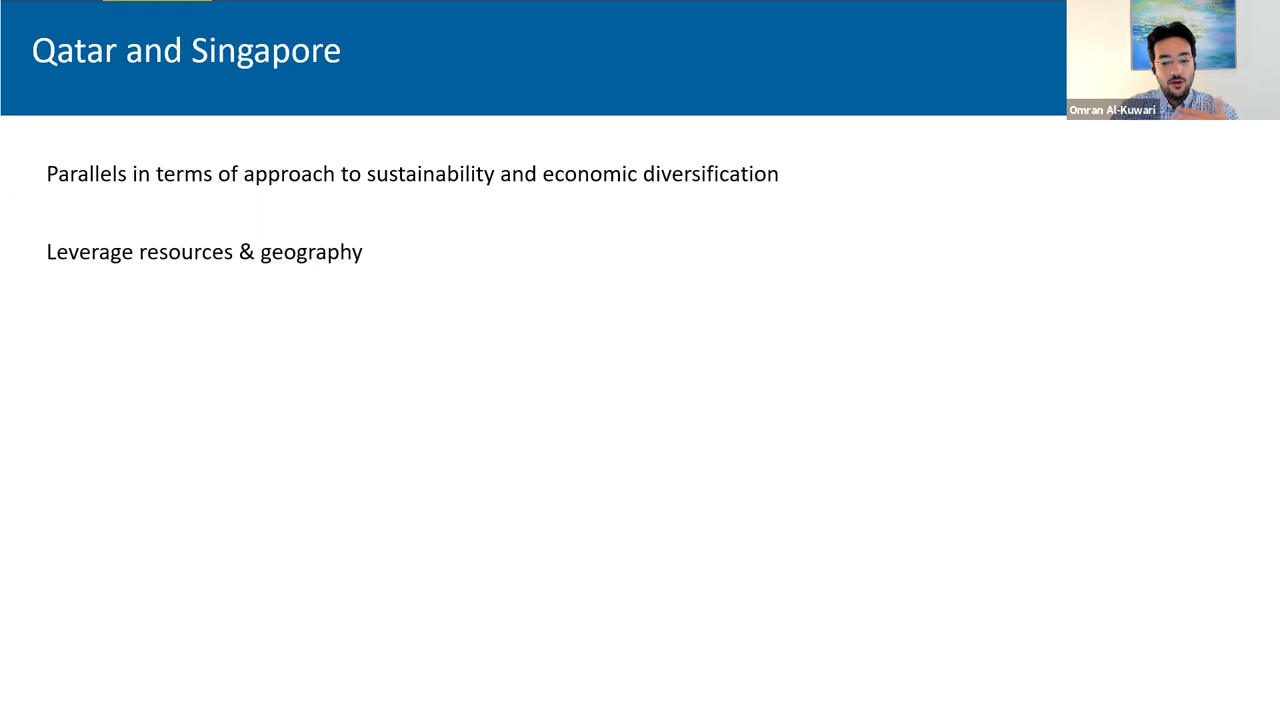 Qatar and Singapore
Omran Al-Kuwari
Parallels in terms of approach to sustainability and economic diversification
Leverage resources & geography